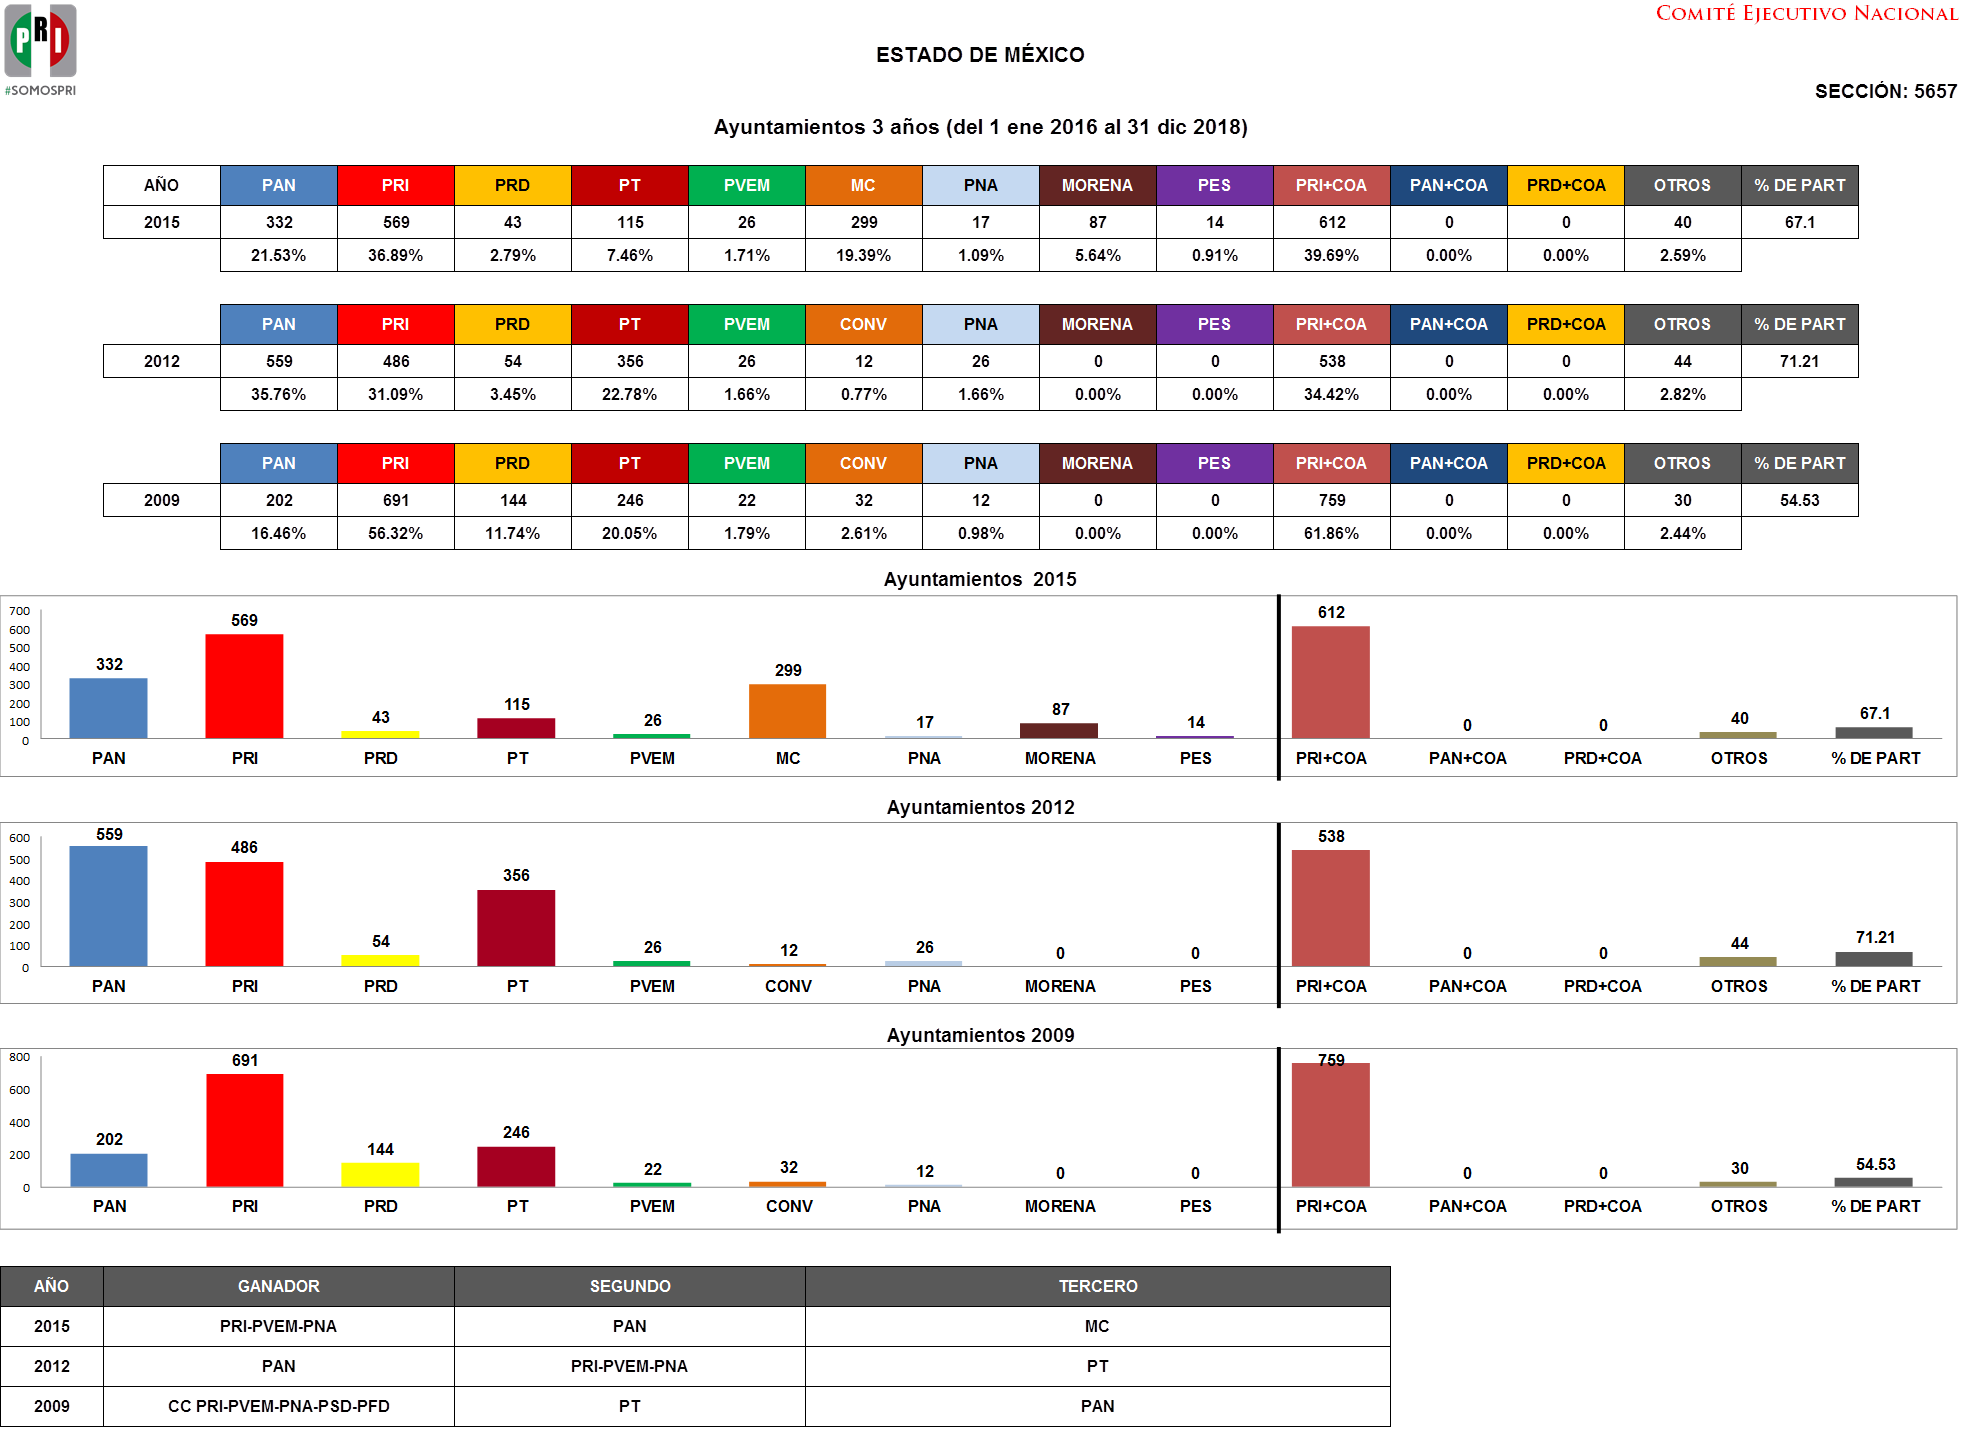 PRI
#SOMOSPRI
COMITÉ EJECUTIVO NACIONAL
ESTADO DE MÉXICO
SECCIÓN: 5657
Ayuntamientos 3 años (del 1 ene 2016 al 31 dic 2018)
AÑO PAN PRI PRD PT PVEM MC PNA MORENA PES PRI+COA PAN+COA PRD+COA OTROS % DE PART
2015 332 569 43 115 26 299 17 87 14 612 0 0 40 67.1
21.53% 36.89% 2.79% 7.46% 1.71% 19.39% 1.09% 5.64% 0.91% 39.69% 0.00% 0.00% 2.59%
PAN PRI PRD PT PVEM CONV PNA MORENA PES PRI+COA PAN+COA PRD+COA OTROS % DE PART
2012 559 486 54 356 26 12 26 0 0 538 0 0 44 71.21
35.76% 31.09% 3.45% 22.78% 1.66% 0.77% 1.66% 0.00% 0.00% 34.42% 0.00% 0.00% 2.82%
PAN PRI PRD PT PVEM CONV PNA MORENA PES PRI+COA PAN+COA PRD+COA OTROS % DE PART
2009 202 691 144 246 22 32 12 0 0 759 0 0 30 54.53
16.46% 56.32% 11.74% 20.05% 1.79% 2.61% 0.98% 0.00% 0.00% 61.86% 0.00% 0.00% 2.44%
Ayuntamientos 2015
700
600
500
400
300
200
100
0
332 569 43 115 26 299 17 87 14 612 0 0 40 67.1
PAN PRI PRD PT PVEM MC PNA MORENA PES PRI+COA PAN+COA PRD+COA OTROS % DE PART
Ayuntamientos 2012
600
500
400
300
200
100
0
559 486 54 356 26 12 26 0 0 538 0 0 44 71.21
PAN PRI PRD PT PVEM CONV PNA MORENA PES PRI+COA PAN+COA PRD+COA OTROS % DE PART
Ayuntamientos 2009
800
600
400
200
0
202 691 144 246 22 32 12 0 0 759 0 0 30 54.53
PAN PRI PRD PT PVEM CONV PNA MORENA PES PRI+COA PAN+COA PRD+COA OTROS % DE PART
AÑO GANADOR SEGUNDO TERCERO
2015 PRI-PVEM-PNA PAN MC
2012 PAN PRI-PVEM-PNA PT
2009 CC PRI-PVEM-PNA-PSD-PFD PT PAN